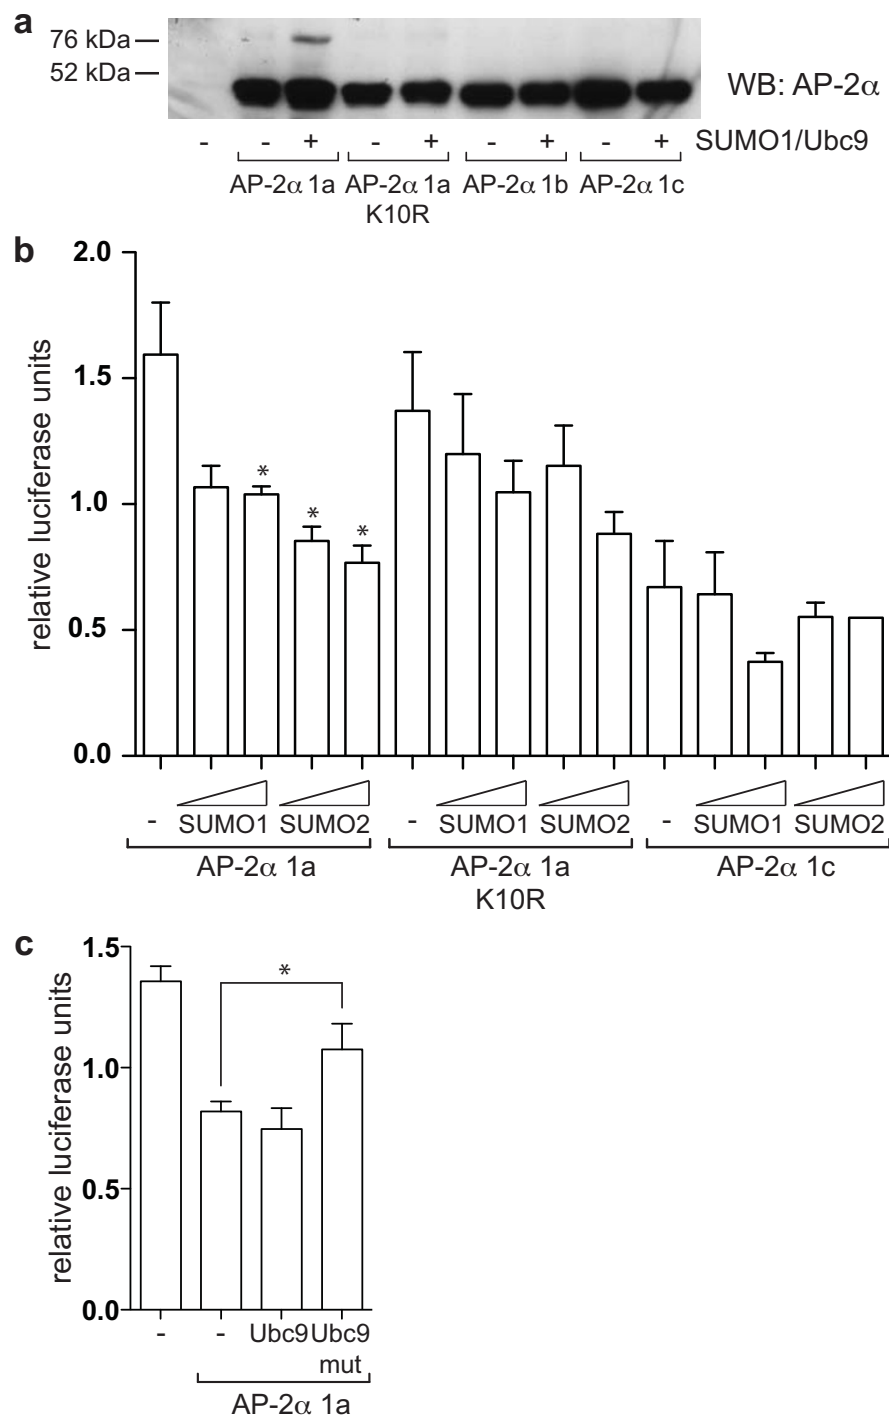 a
76 kDa
52 kDa
WB: AP-2α
- - + - + - + - + SUMO1/Ubc9
AP-2α 1a AP-2α 1a AP-2α 1b AP-2α 1c
K10R
b
relative luciferase units
2.0
1.5
1.0
0.5
0.0
* * *
- SUMO1 SUMO2 - SUMO1 SUMO2 - SUMO1 SUMO2
AP-2α 1a AP-2α 1a AP-2α 1c
K10R
c
relative luciferase units
1.5
1.0
0.5
0.0
*
- - Ubc9 Ubc9
mut
AP-2α 1a